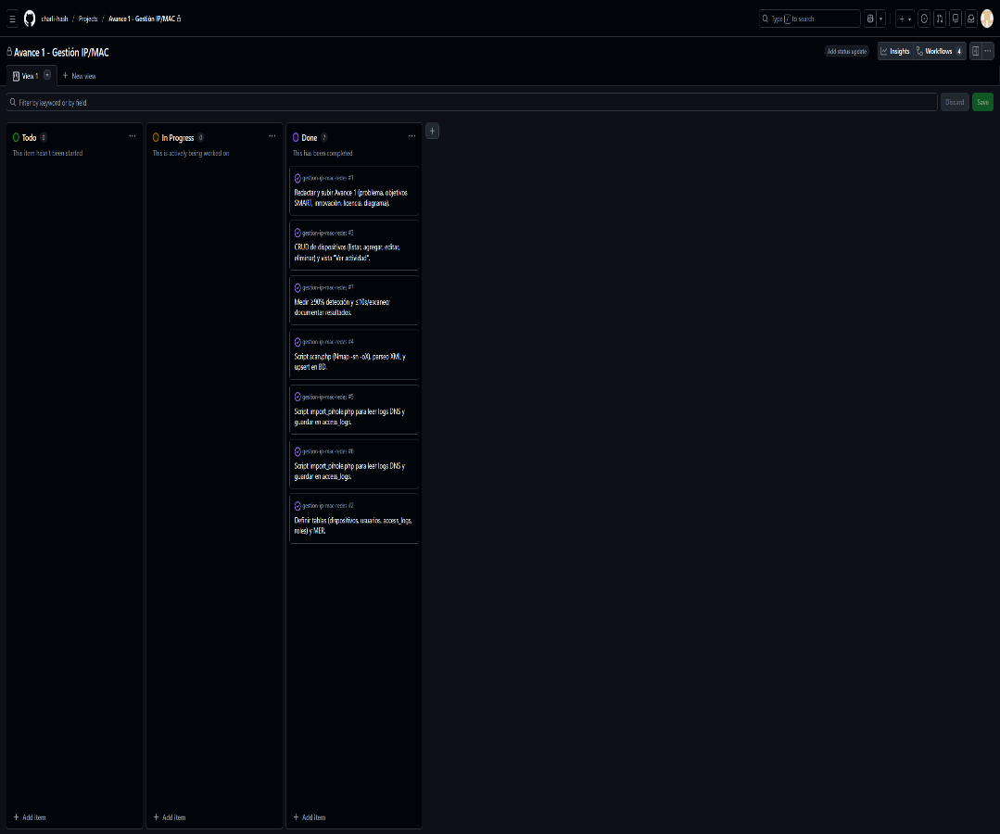 charli-hash / Projects / Avance 1 - Gestión IP/MAC
Type / to search
Avance 1 - Gestión IP/MAC
Add status update
Insights
Workflows 4
View 1
New view
Filter by keyword or by field
Discard
Save
Todo 0
This item hasn't been started
In Progress 0
This is actively being worked on
Done 7
This has been completed
gestion-ip-mac-redes #1
Redactar y subir Avance 1 (problema, objetivos
SMART, innovación, licencia, diagrama).
gestion-ip-mac-redes #3
CRUD de dispositivos (listar, agregar, editar,
eliminar) y vista "Ver actividad".
gestion-ip-mac-redes #7
Medir ≥90% detección y ≤10s/escaneo;
documentar resultados.
gestion-ip-mac-redes #4
Script scan.php (Nmap -sn -oX), parseo XML y
upsert en BD.
gestion-ip-mac-redes #5
Script import_pihole.php para leer logs DNS y
guardar en access_logs.
gestion-ip-mac-redes #6
Script import_pihole.php para leer logs DNS y
guardar en access_logs.
gestion-ip-mac-redes #2
Definir tablas (dispositivos, usuarios, access_logs,
roles) y MER.
Add item
Add item
Add item